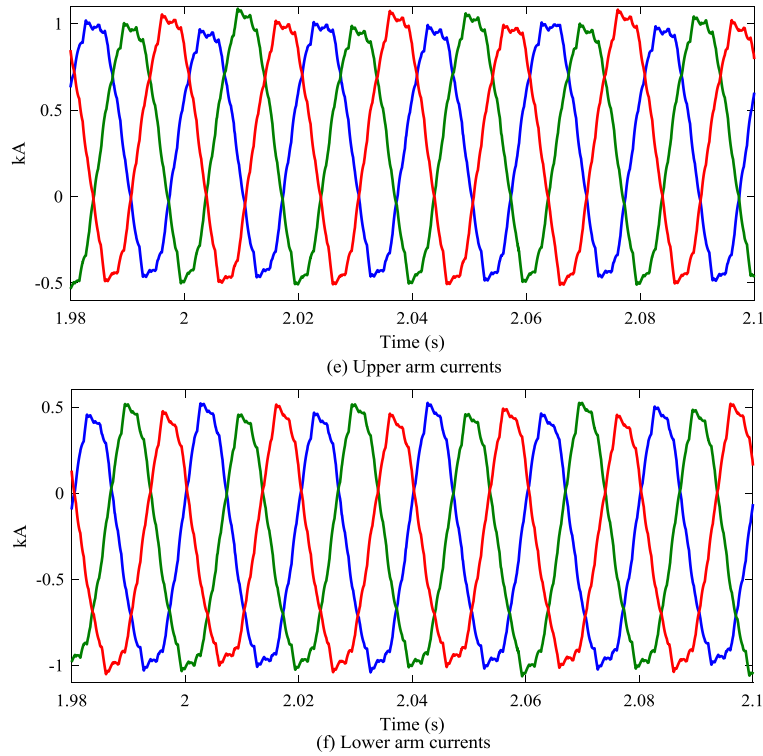 1
0.5
kA
0
-0.5
1.98 2 2.02 2.04 2.06 2.08 2.1
Time (s)
(e) Upper arm currents
0.5
0
kA
-0.5
-1
1.98 2 2.02 2.04 2.06 2.08 2.1
Time (s)
(f) Lower arm currents